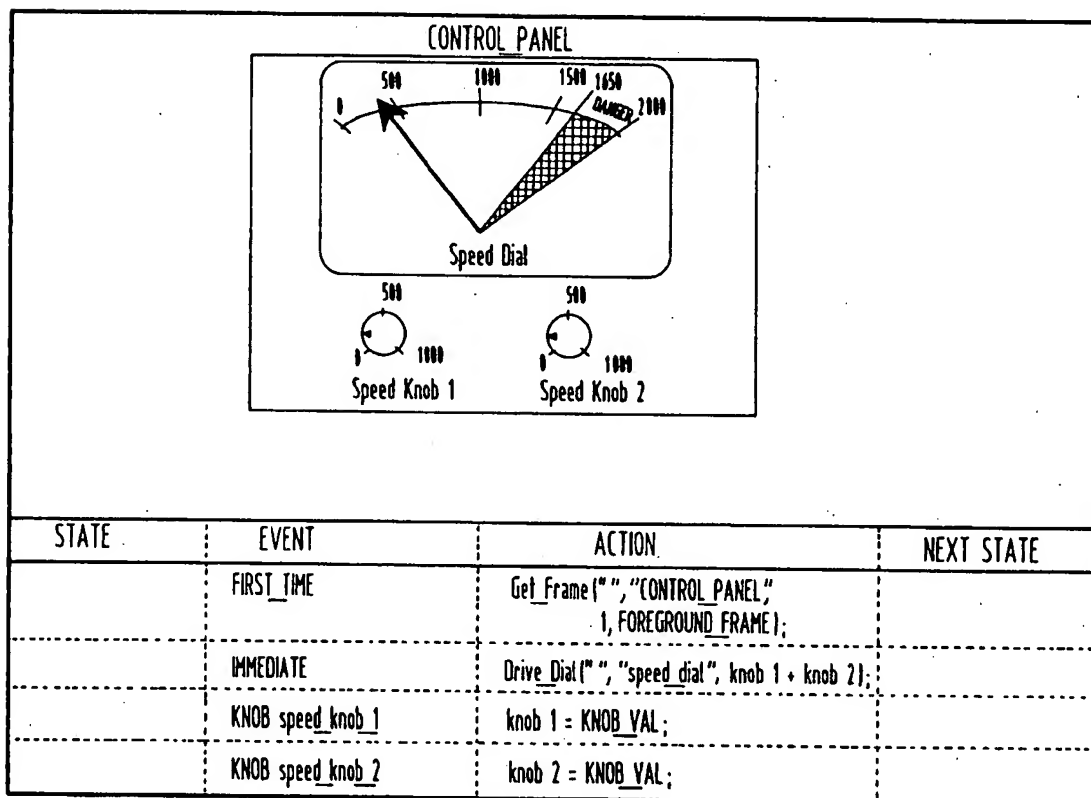 CONTROL_PANEL
0 500 1000 1500 1650 DANGER 2000
Speed Dial
500 500
0 1000 0 1000
Speed Knob 1 Speed Knob 2
STATE EVENT ACTION NEXT STATE
FIRST_TIME Get_Frame(" ", "CONTROL_PANEL,"
1, FOREGROUND_FRAME);
IMMEDIATE Drive_Dial(" ", "speed_dial", knob 1 + knob 2);
KNOB speed_knob_1 knob 1 = KNOB_VAL;
KNOB speed_knob_2 knob 2 = KNOB_VAL;